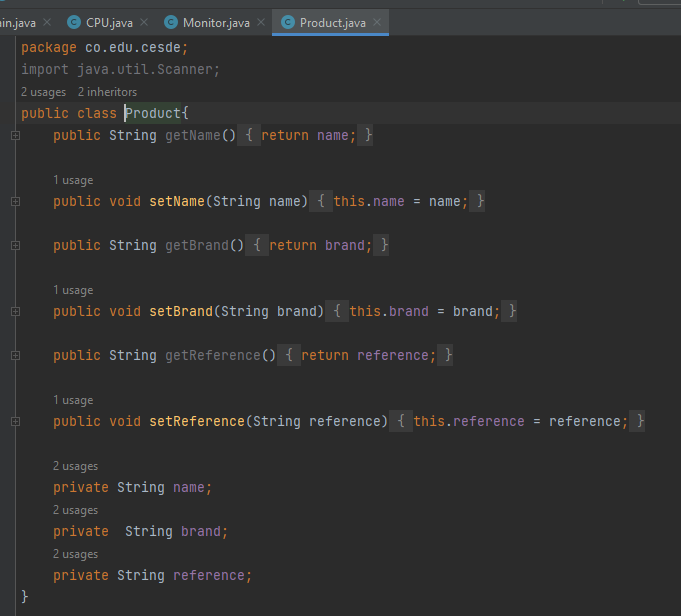 in.java CPU.java Monitor.java Product.java
package co.edu.cesde;
import java.util.Scanner;
2 usages 2 inheritors
public class Product{
public String getName() { return name; }
1 usage
public void setName(String name) { this.name = name; }
public String getBrand() { return brand; }
1 usage
public void setBrand(String brand) { this.brand = brand; }
public String getReference() { return reference; }
1 usage
public void setReference(String reference) { this.reference = reference; }
2 usages
private String name;
2 usages
private  String brand;
2 usages
private String reference;
}